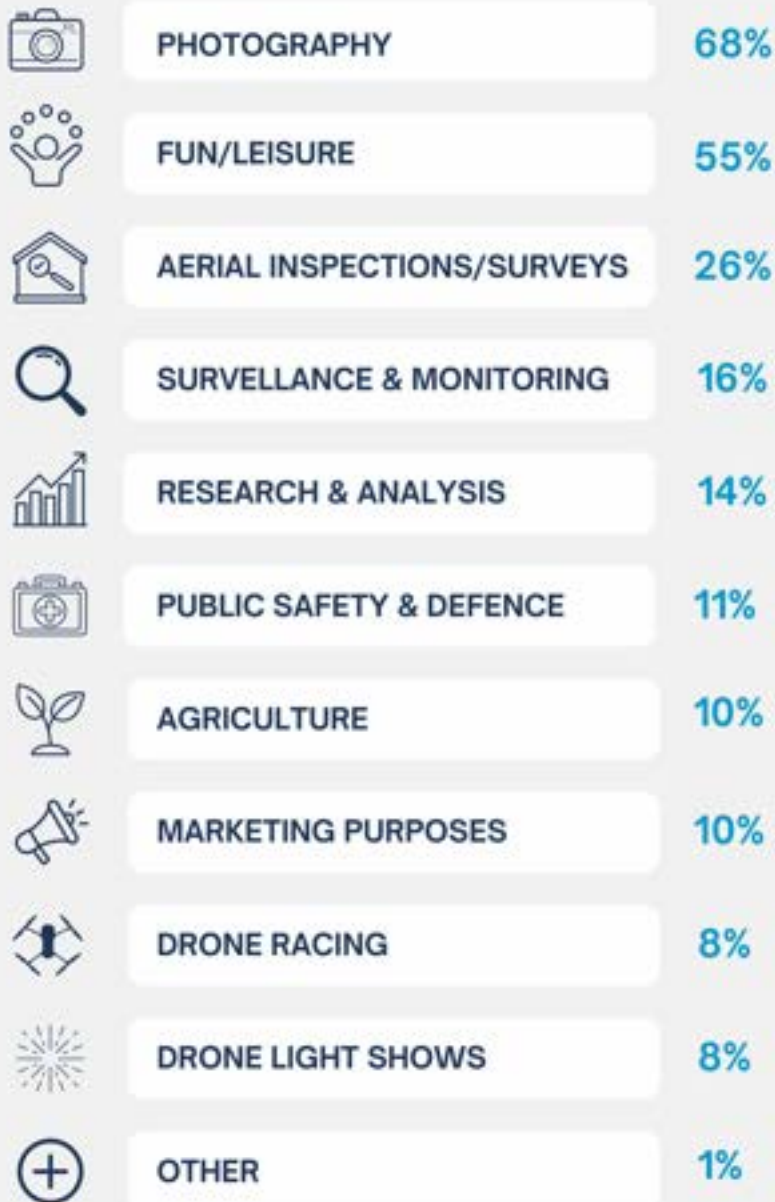 PHOTOGRAPHY 68%
FUN/LEISURE 55%
AERIAL INSPECTIONS/SURVEYS 26%
SURVELLANCE & MONITORING 16%
RESEARCH & ANALYSIS 14%
PUBLIC SAFETY & DEFENCE 11%
AGRICULTURE 10%
MARKETING PURPOSES 10%
DRONE RACING 8%
DRONE LIGHT SHOWS 8%
OTHER 1%